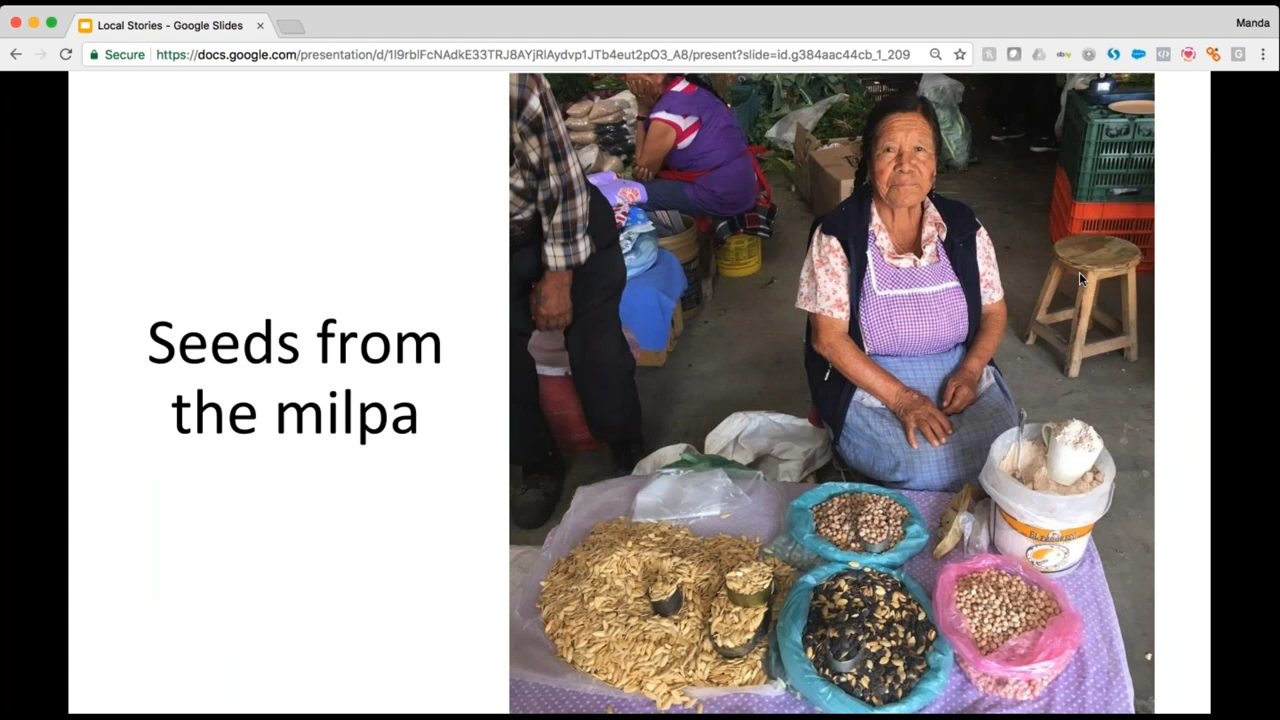 Local Stories - Google Slides
Manda
Secure
https://docs.google.com/presentation/d/1l9rblFcNAdkE33TRJ8AYjRlAydvp1JTb4eut2pO3_A8/present?slide=id.g384aac44cb_1_209
Seeds from
the milpa